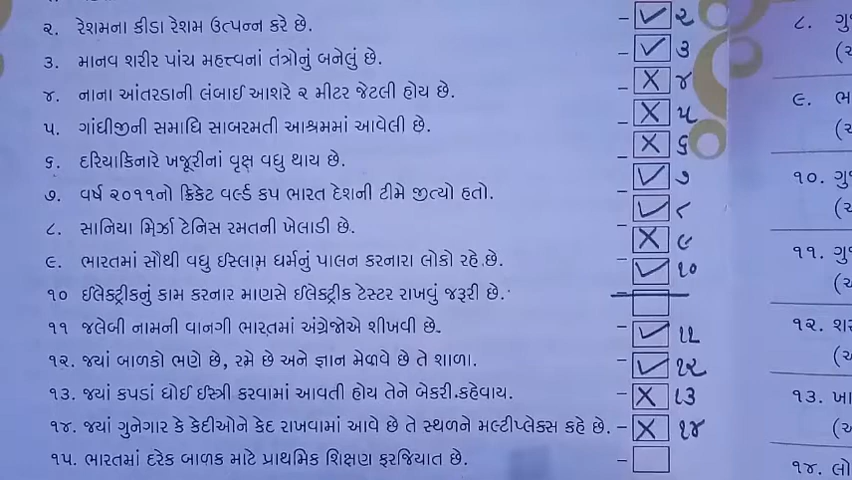 ૨. રેશમના કીડા રેશમ ઉત્પન્ન કરે છે. – ✓ ૨
૩. માનવ શરીર પાંચ મહત્ત્વનાં તંત્રોનું બનેલું છે. – ✓ ૩
૪. નાના આંતરડાની લંબાઈ આશરે ૨ મીટર જેટલી હોય છે. – X ૪
૫. ગાંધીજીની સમાધિ સાબરમતી આશ્રમમાં આવેલી છે. – X ૫
૬. દરિયાકિનારે ખજૂરીનાં વૃક્ષ વધુ થાય છે. – X ૬
૭. વર્ષ ૨૦૧૧નો ક્રિકેટ વર્લ્ડ કપ ભારત દેશની ટીમે જીત્યો હતો. – ✓ ૭
૮. સાનિયા મિર્ઝા ટેનિસ રમતની ખેલાડી છે. – ✓ ૮
૯. ભારતમાં સૌથી વધુ ઈસ્લામ ધર્મનું પાલન કરનારા લોકો રહે છે. – X ૯
૧૦ ઈલેક્ટ્રીકનું કામ કરનાર માણસે ઈલેક્ટ્રીક ટેસ્ટર રાખવું જરૂરી છે. – ✓ ૧૦
૧૧ જલેબી નામની વાનગી ભારતમાં અંગ્રેજોએ શીખવી છે. – ✓ ૧૧
૧૨. જ્યાં બાળકો ભણે છે, રમે છે અને જ્ઞાન મેળવે છે તે શાળા. – ✓ ૧૨
૧૩. જ્યાં કપડાં ધોઈ ઈસ્ત્રી કરવામાં આવતી હોય તેને બેકરી કહેવાય. – X ૧૩
૧૪. જ્યાં ગુનેગાર કે કેદીઓને કેદ રાખવામાં આવે છે તે સ્થળને મલ્ટીપ્લેક્સ કહે છે. – X ૧૪
૧૫. ભારતમાં દરેક બાળક માટે પ્રાથમિક શિક્ષણ ફરજિયાત છે. –
૮.
૯.
૧૦.
૧૧.
૧૨.
૧૩.
૧૪.